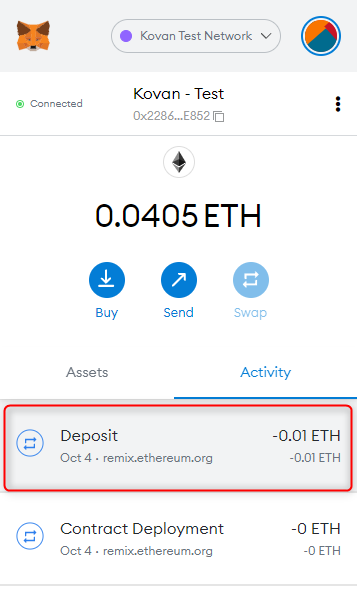 Kovan Test Network
Connected
Kovan - Test
0x2286...E852
0.0405 ETH
Buy Send Swap
Assets Activity
Deposit -0.01 ETH
Oct 4 · remix.ethereum.org -0.01 ETH
Contract Deployment -0 ETH
Oct 4 · remix.ethereum.org -0 ETH